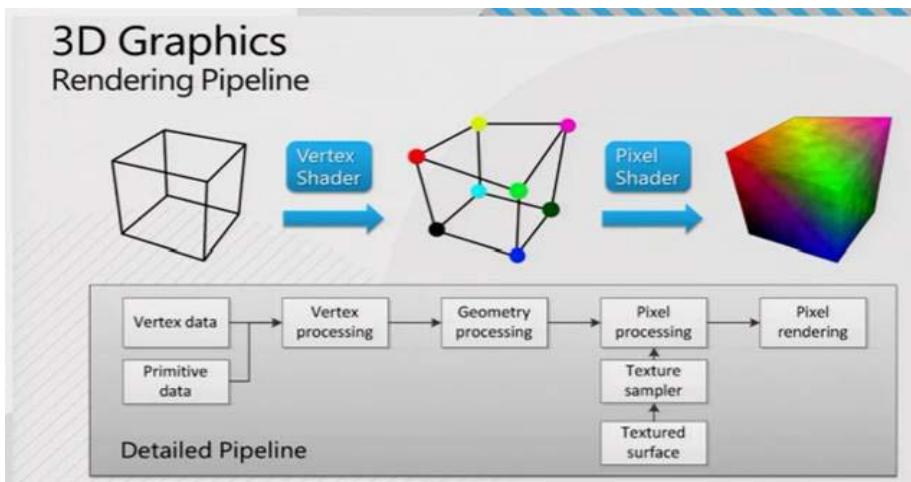 3D Graphics
Rendering Pipeline
Vertex
Shader
Pixel
Shader
Vertex data
Primitive
data
Vertex
processing
Geometry
processing
Pixel
processing
Pixel
rendering
Texture
sampler
Textured
surface
Detailed Pipeline